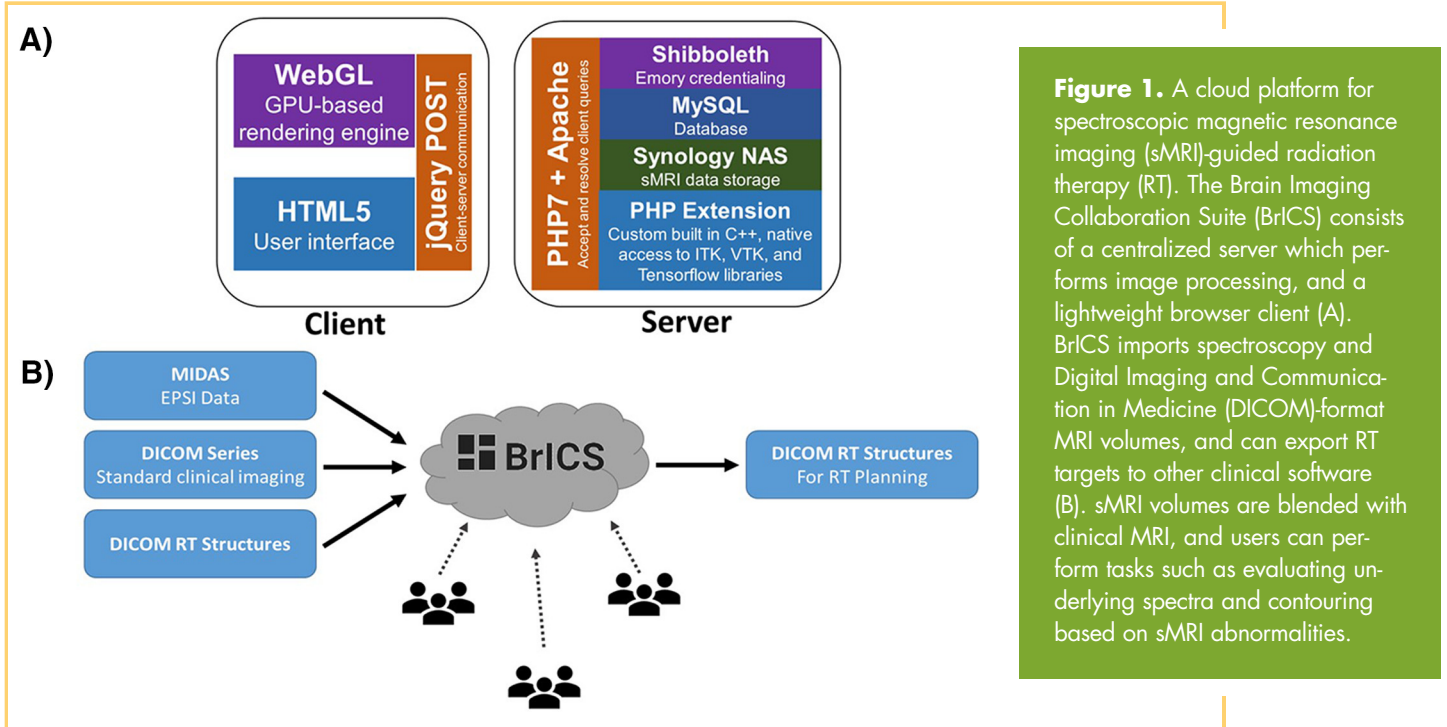 A)
WebGL
GPU-based
rendering engine
HTML5
User interface
jQuery POST
Client-server communication
Client
PHP7 + Apache
Accept and resolve client queries
Shibboleth
Emory credentialing
MySQL
Database
Synology NAS
sMRI data storage
PHP Extension
Custom built in C++, native
access to ITK, VTK, and
Tensorflow libraries
Server
B)
MIDAS
EPSI Data
DICOM Series
Standard clinical imaging
DICOM RT Structures
BrICS
DICOM RT Structures
For RT Planning
Figure 1. A cloud platform for
spectroscopic magnetic resonance
imaging (sMRI)-guided radiation
therapy (RT). The Brain Imaging
Collaboration Suite (BrICS) consists
of a centralized server which per-
forms image processing, and a
lightweight browser client (A).
BrICS imports spectroscopy and
Digital Imaging and Communica-
tion in Medicine (DICOM)-format
MRI volumes, and can export RT
targets to other clinical software
(B). sMRI volumes are blended with
clinical MRI, and users can per-
form tasks such as evaluating un-
derlying spectra and contouring
based on sMRI abnormalities.